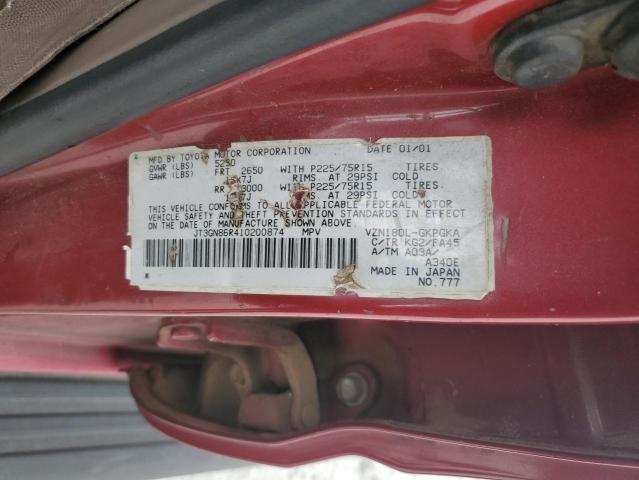 MFD BY TOYOTA MOTOR CORPORATION DATE 01/01
GVWR (LBS) 5250
GAWR (LBS) FRT 2650 WITH P225/75R15 TIRES
RIMS, AT 29PSI COLD
RR 3000 WITH P225/75R15 TIRES
RIMS, AT 29PSI COLD
THIS VEHICLE CONFORMS TO ALL APPLICABLE FEDERAL MOTOR
VEHICLE SAFETY AND THEFT PREVENTION STANDARDS IN EFFECT
ON THE DATE OF MANUFACTURE SHOWN ABOVE.
JT3GN86R410200874 MPV VZN180L-GKPGKA
C/TR KG2/FA45
A/TM A03A/
A340E
MADE IN JAPAN
NO.777